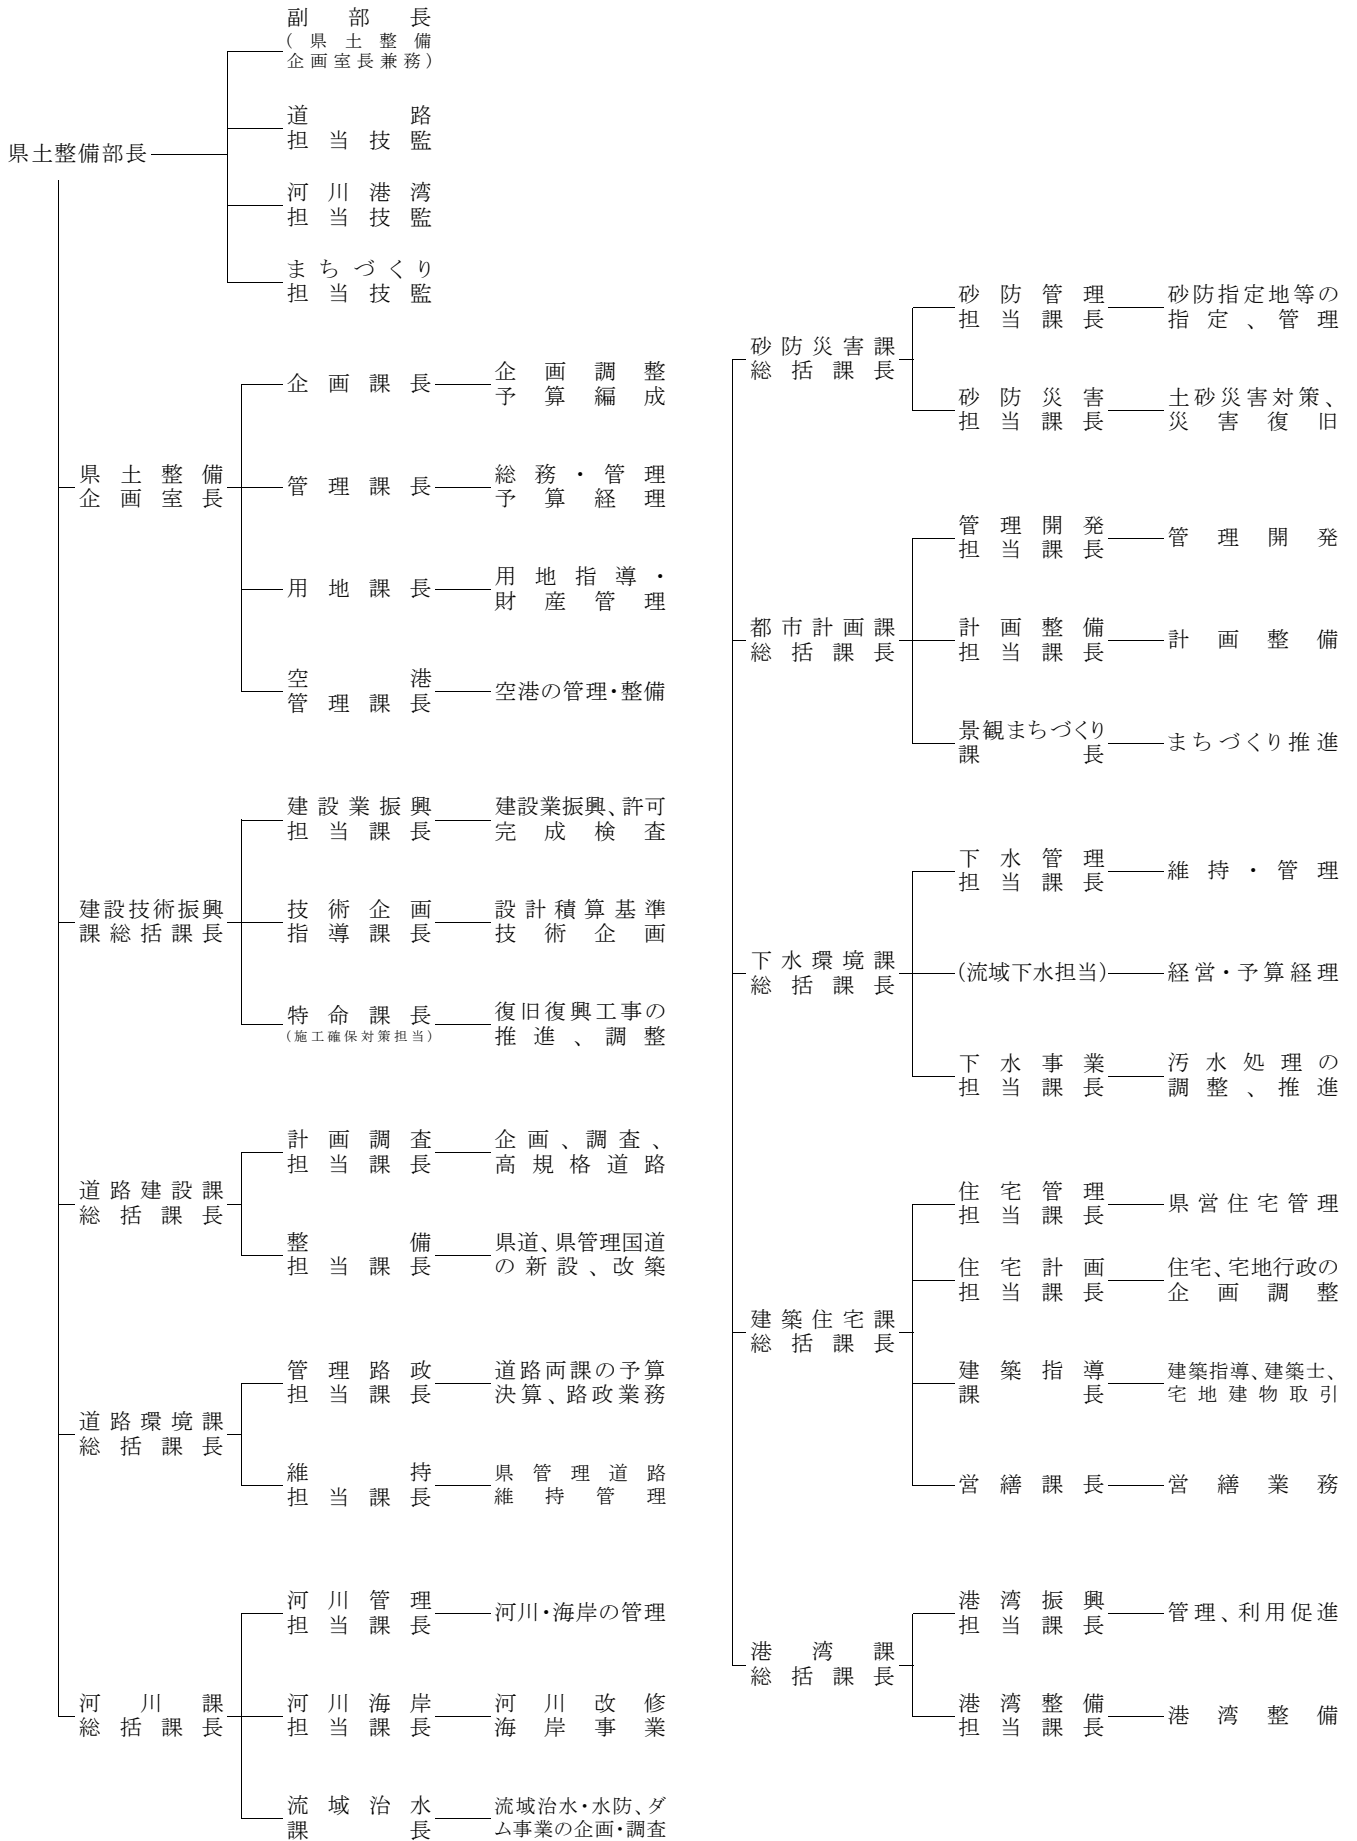 副部長
(県土整備
企画室長兼務)
道路
担当技監
県土整備部長
河川港湾
担当技監
まちづくり
担当技監
企画課長
企画調整
予算編成
県土整備
企画室長
管理課長
総務・管理
予算経理
用地課長
用地指導・
財産管理
空港
管理課長
空港の管理・整備
建設業振興
担当課長
建設業振興、許可
完成検査
建設技術振興
課総括課長
技術企画
指導課長
設計積算基準
技術企画
特命課長
(施工確保対策担当)
復旧復興工事の
推進、調整
道路建設課
総括課長
計画調査
担当課長
企画、調査、
高規格道路
整備
担当課長
県道、県管理国道
の新設、改築
道路環境課
総括課長
管理路政
担当課長
道路両課の予算
決算、路政業務
維持
担当課長
県管理道路
維持管理
河川課
総括課長
河川管理
担当課長
河川・海岸の管理
河川海岸
担当課長
河川改修
海岸事業
流域治水
課長
流域治水・水防、ダ
ム事業の企画・調査
砂防災害課
総括課長
砂防管理
担当課長
砂防指定地等の
指定、管理
砂防災害
担当課長
土砂災害対策、
災害復旧
都市計画課
総括課長
管理開発
担当課長
管理開発
計画整備
担当課長
計画整備
景観まちづくり
課長
まちづくり推進
下水環境課
総括課長
下水管理
担当課長
維持・管理
(流域下水担当)
経営・予算経理
下水事業
担当課長
汚水処理の
調整、推進
建築住宅課
総括課長
住宅管理
担当課長
県営住宅管理
住宅計画
担当課長
住宅、宅地行政の
企画調整
建築指導
課長
建築指導、建築士、
宅地建物取引
営繕課長
営繕業務
港湾課
総括課長
港湾振興
担当課長
管理、利用促進
港湾整備
担当課長
港湾整備